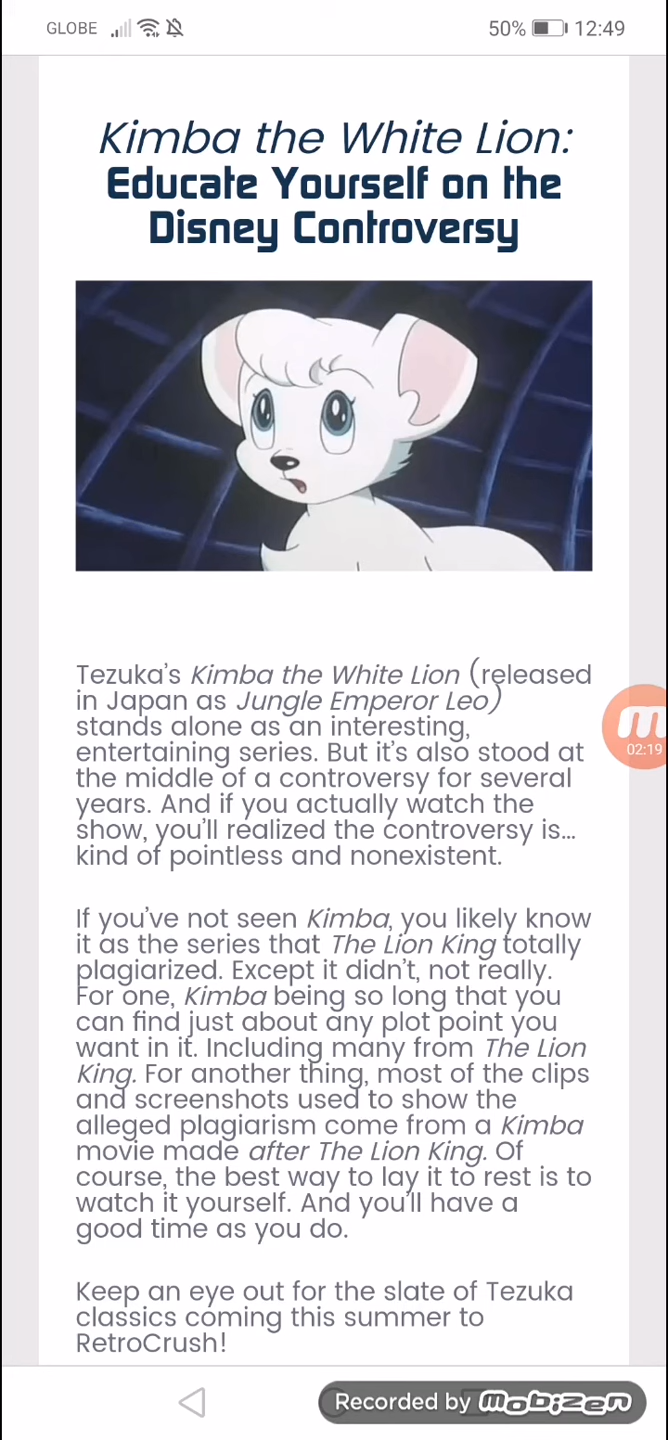 GLOBE 50% 12:49
Kimba the White Lion:
Educate Yourself on the
Disney Controversy
Tezuka's Kimba the White Lion (released
in Japan as Jungle Emperor Leo)
stands alone as an interesting,
entertaining series. But it's also stood at
the middle of a controversy for several
years. And if you actually watch the
show, you'll realized the controversy is...
kind of pointless and nonexistent.
If you've not seen Kimba, you likely know
it as the series that The Lion King totally
plagiarized. Except it didn't, not really.
For one, Kimba being so long that you
can find just about any plot point you
want in it. Including many from The Lion
King. For another thing, most of the clips
and screenshots used to show the
alleged plagiarism come from a Kimba
movie made after The Lion King. Of
course, the best way to lay it to rest is to
watch it yourself. And you'll have a
good time as you do.
Keep an eye out for the slate of Tezuka
classics coming this summer to
RetroCrush!
m
02:19
Recorded by mobizen